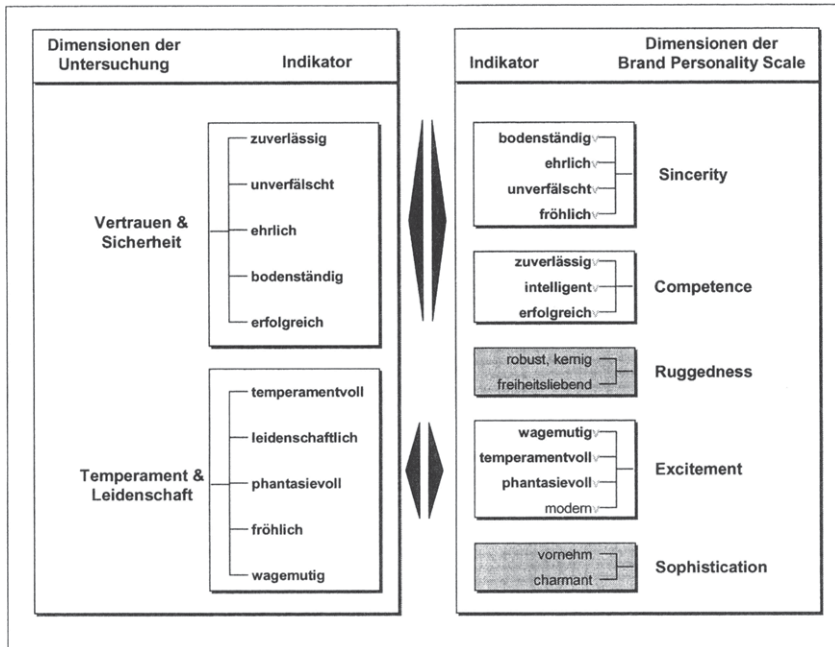 Dimensionen der
Untersuchung
Indikator
Vertrauen &
Sicherheit
zuverlässig
unverfälscht
ehrlich
bodenständig
erfolgreich
Temperament &
Leidenschaft
temperamentvoll
leidenschaftlich
phantasievoll
fröhlich
wagemutig
Indikator
Dimensionen der
Brand Personality Scale
bodenständig
ehrlich
unverfälscht
fröhlich
Sincerity
zuverlässig
intelligent
erfolgreich
Competence
robust, kernig
freiheitsliebend
Ruggedness
wagemutig
temperamentvoll
phantasievoll
modern
Excitement
vornehm
charmant
Sophistication